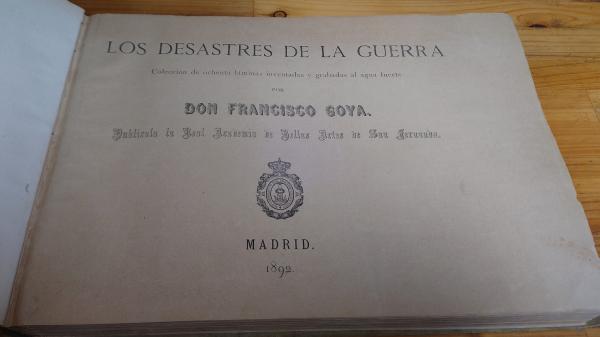 LOS DESASTRES DE LA GUERRA
Colección de ochenta láminas inventadas y grabadas al agua fuerte
POR
DON FRANCISCO GOYA.
Publícala la Real Academia de Bellas Artes de San Fernando.
MADRID.
1892.